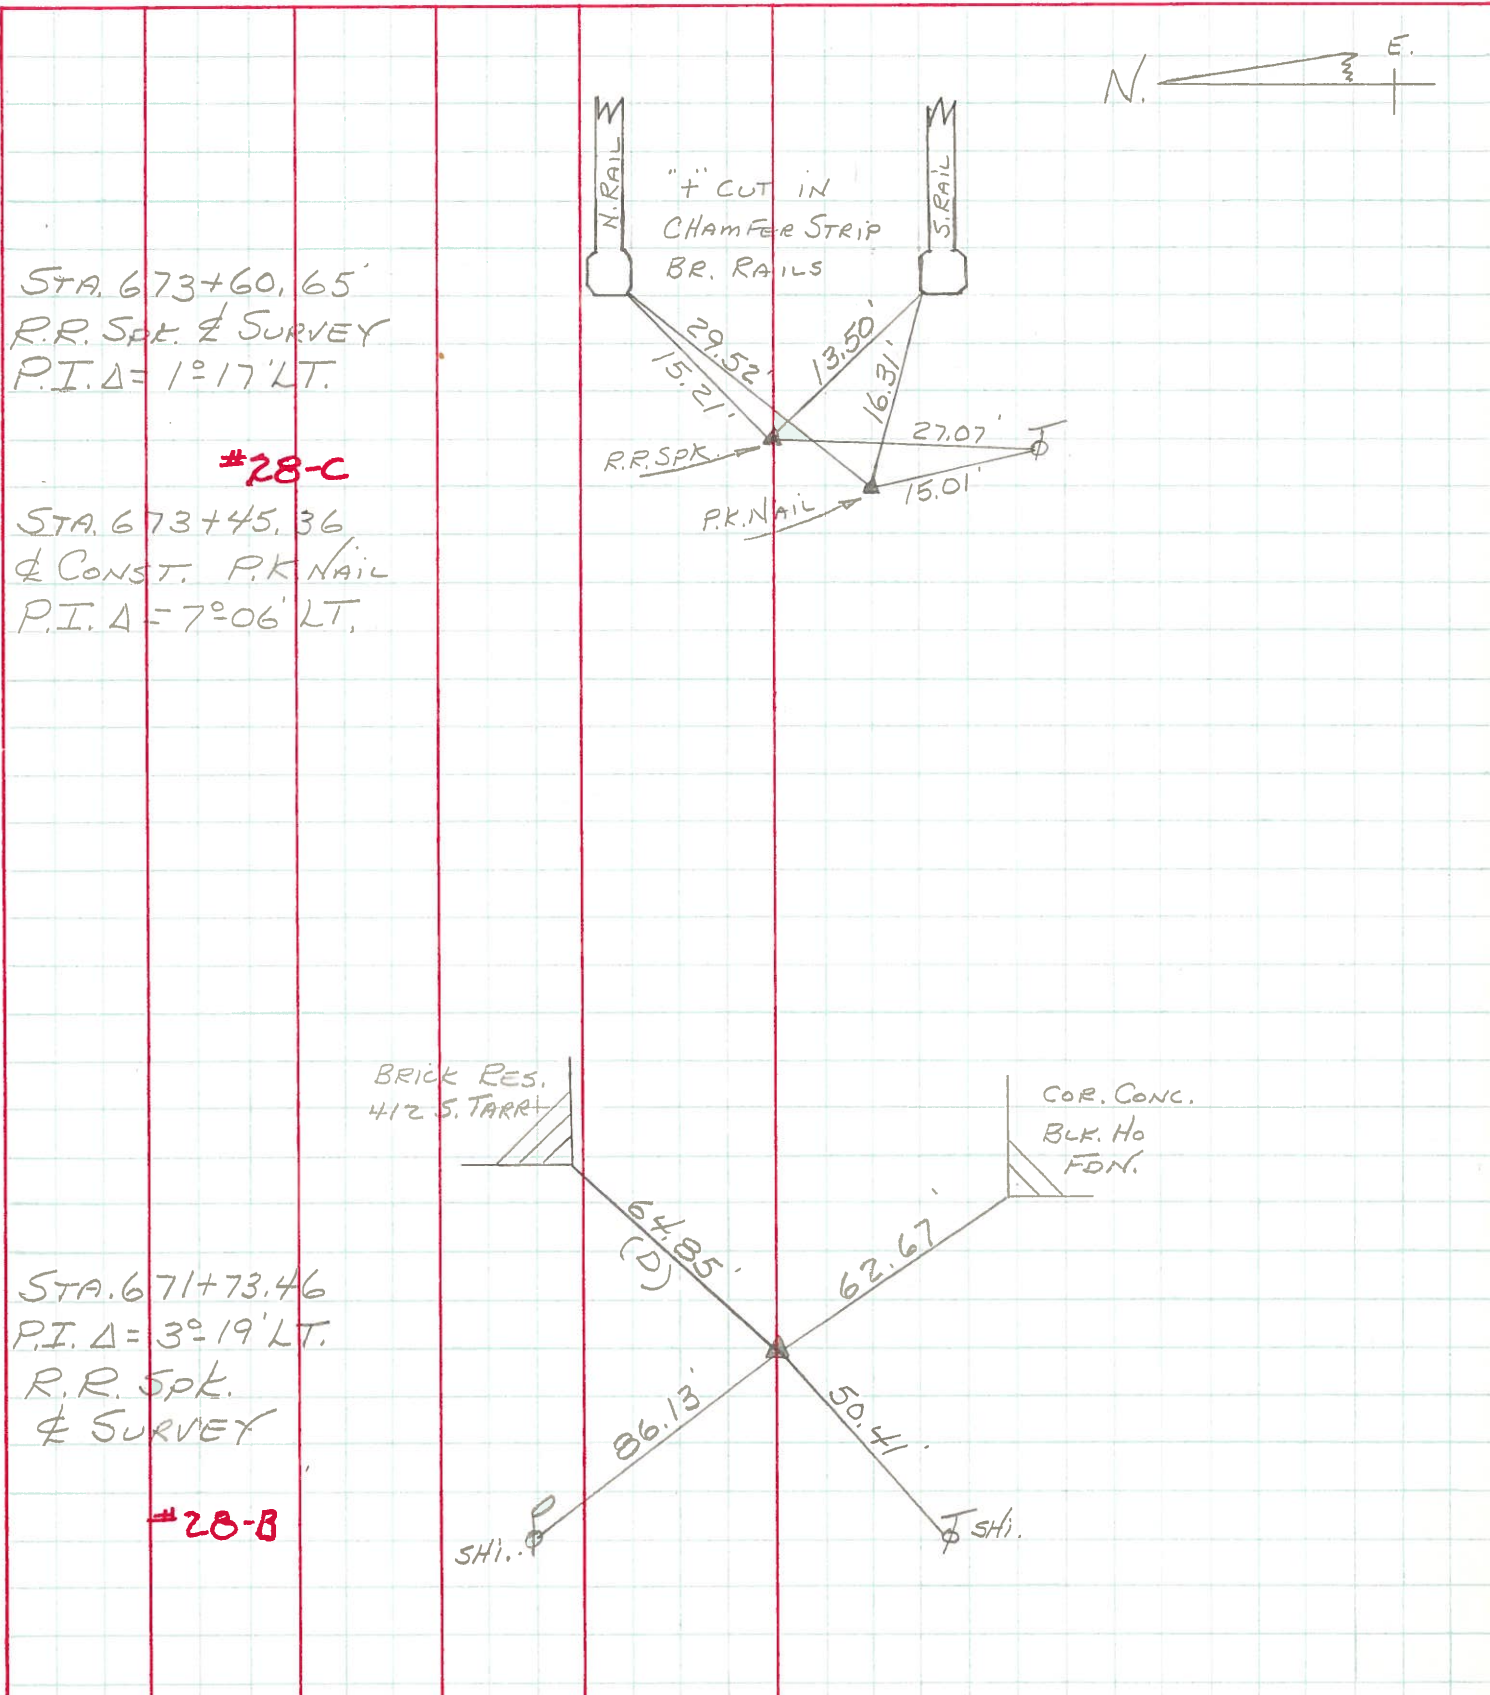 N.
E.
N. RAIL
S. RAIL
"+" CUT IN
CHAMFER STRIP
BR. RAILS
STA. 673+60.65'
R.R. Spk. ℄ SURVEY
P.I. Δ= 1°17' LT.
29.52'
15.21'
13.50'
16.31'
27.07'
15.01'
R.R. SPK.
P.K. NAIL
#28-C
STA. 673+45.36
℄ CONST. P.K NAIL
P.I. Δ=7°06' LT.
BRICK RES.
412 S. TARR
COR. CONC.
BLK. HO
FDN.
64.85'
(D)
62.67'
86.13'
50.41'
STA. 671+73.46
P.I. Δ= 3°19' LT.
R.R. Spk.
℄ SURVEY
#28-B
SHI.
SHI.